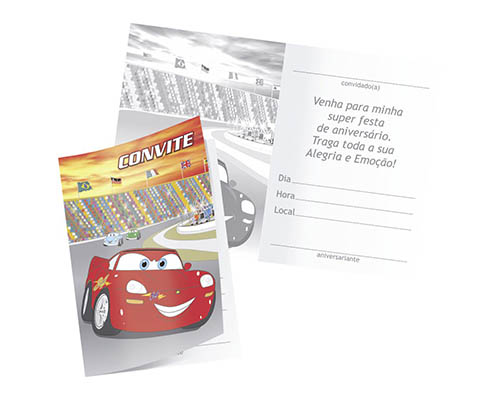 CONVITE
convidado(a)
Venha para minha
super festa
de aniversário.
Traga toda a sua
Alegria e Emoção!
Dia
Hora
Local
aniversariante